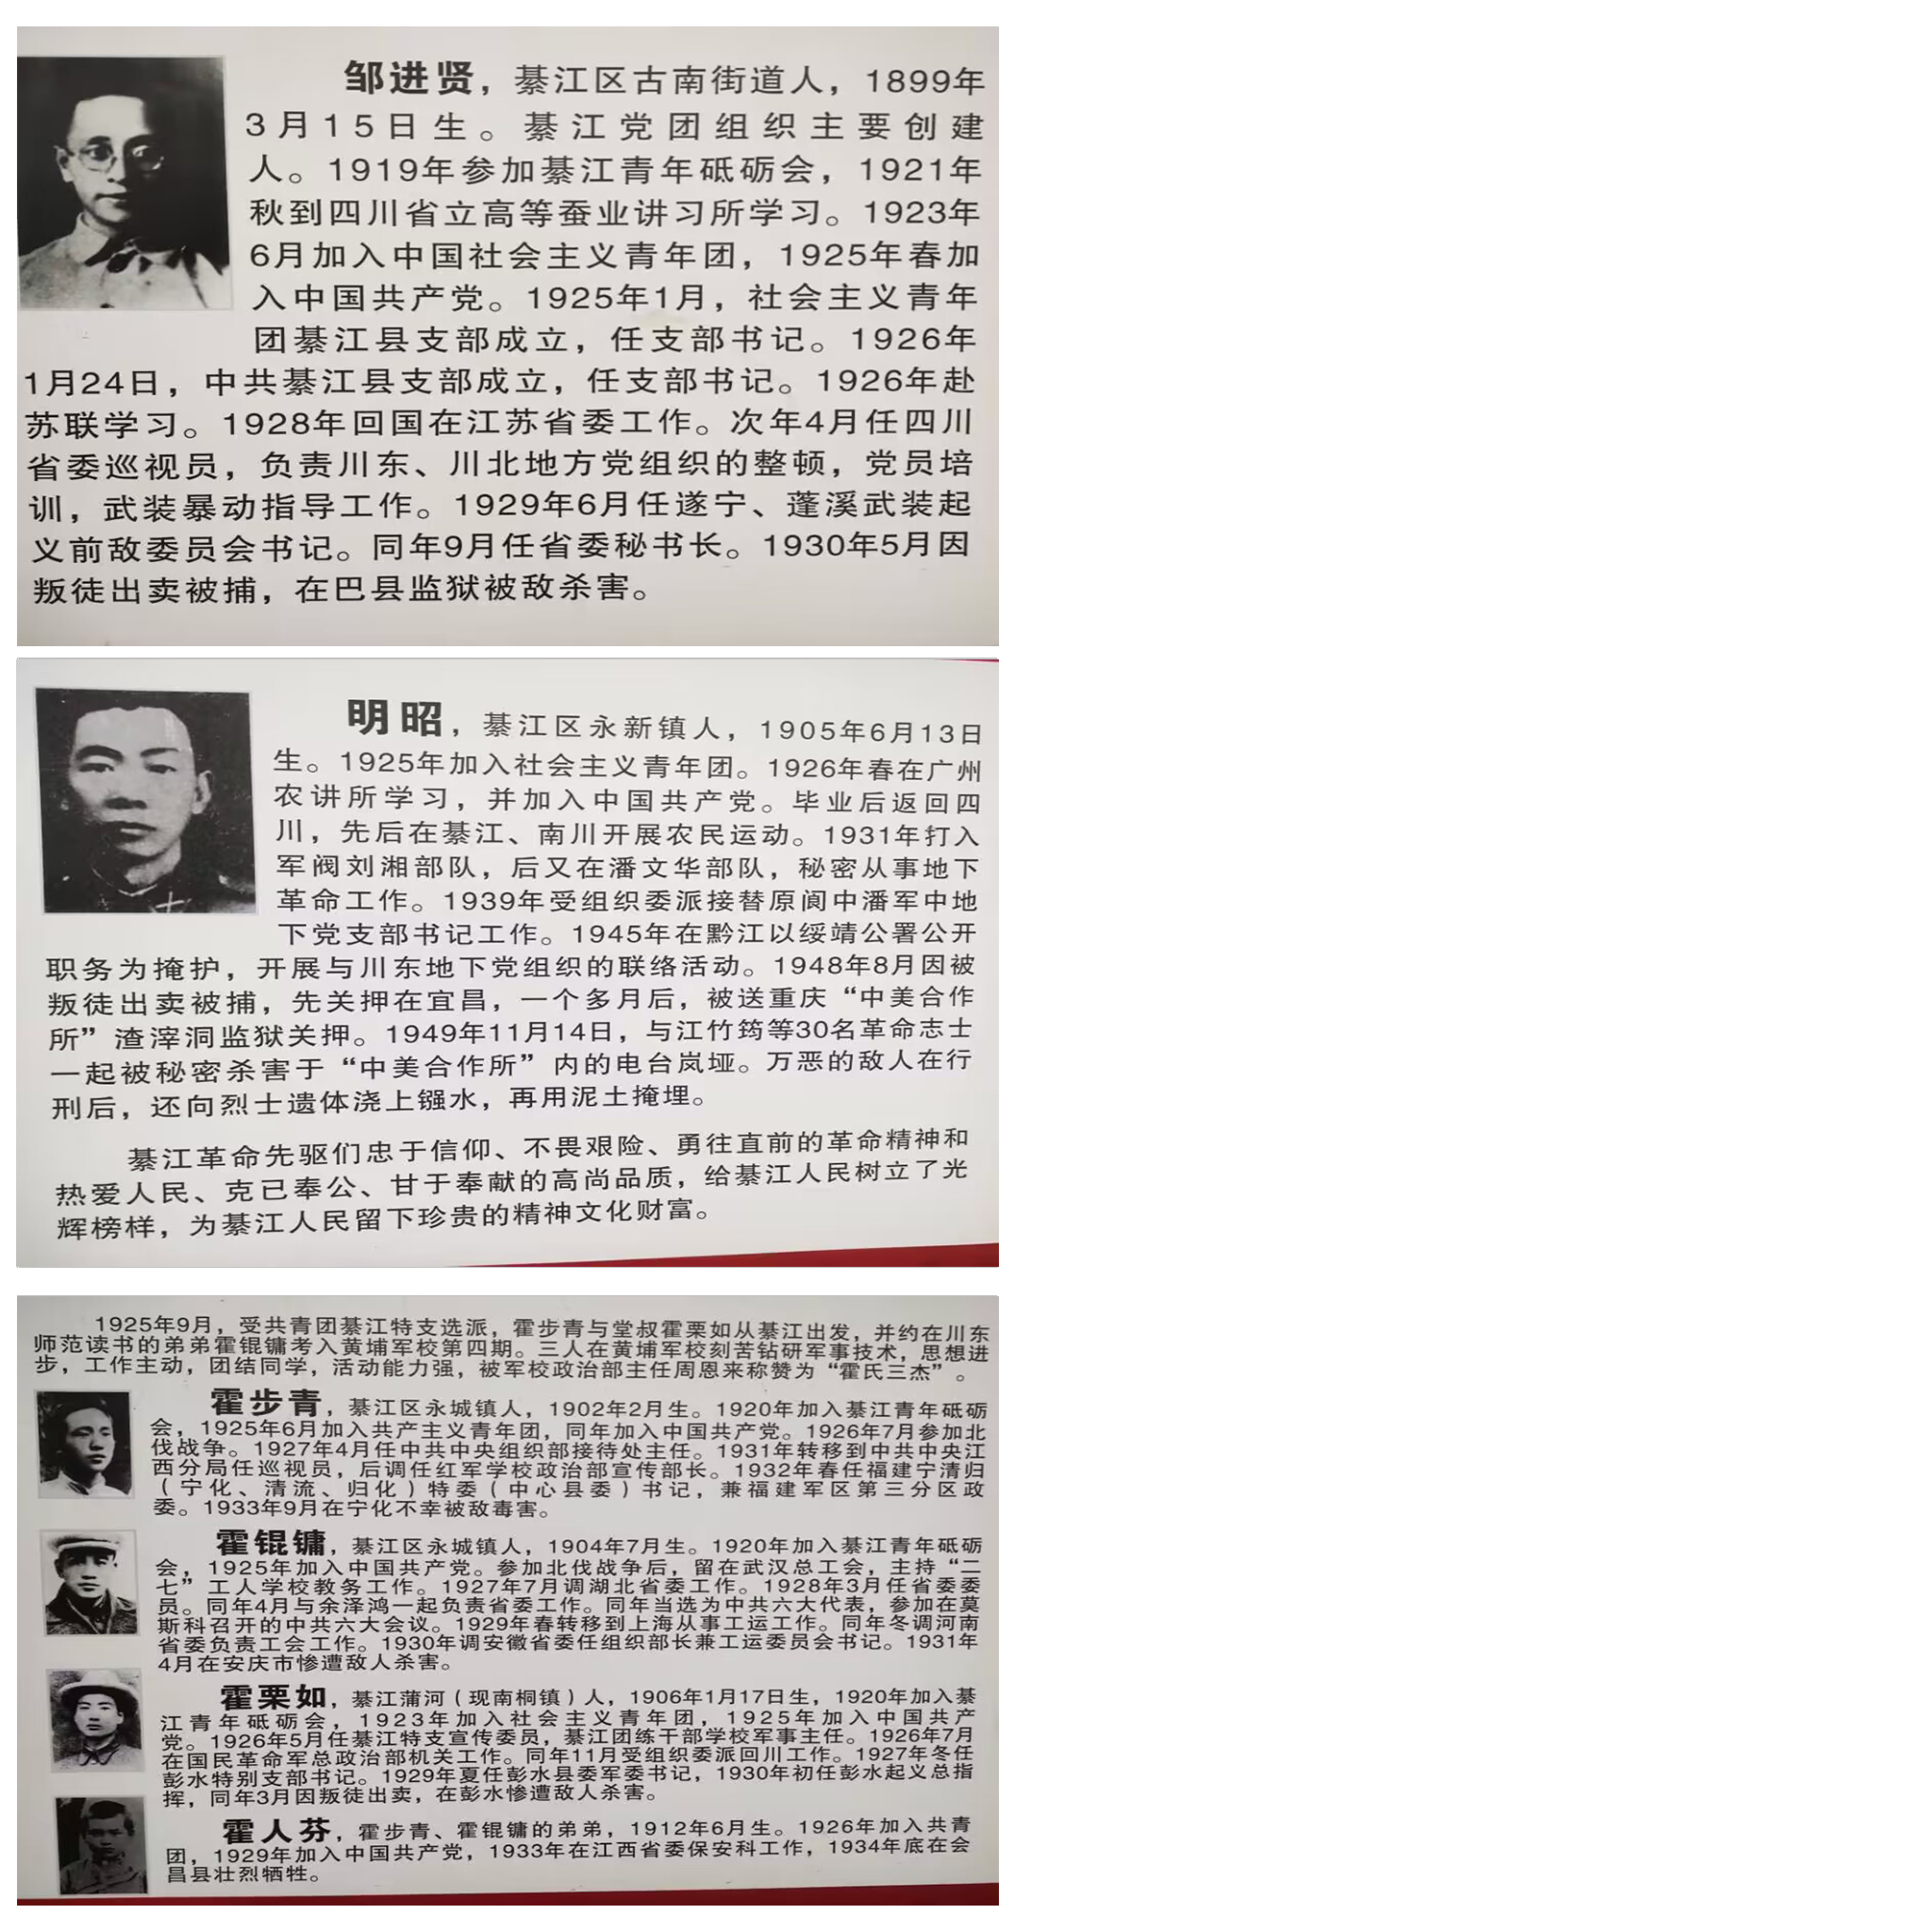 邹进贤，綦江区古南街道人，1899年
3月15日生。綦江党团组织主要创建
人。1919年参加綦江青年砥砺会，1921年
秋到四川省立高等蚕业讲习所学习。1923年
6月加入中国社会主义青年团，1925年春加
入中国共产党。1925年1月，社会主义青年
团綦江县支部成立，任支部书记。1926年
1月24日，中共綦江县支部成立，任支部书记。1926年赴
苏联学习。1928年回国在江苏省委工作。次年4月任四川
省委巡视员，负责川东、川北地方党组织的整顿，党员培
训，武装暴动指导工作。1929年6月任遂宁、蓬溪武装起
义前敌委员会书记。同年9月任省委秘书长。1930年5月因
叛徒出卖被捕，在巴县监狱被敌杀害。
明昭，綦江区永新镇人，1905年6月13日
生。1925年加入社会主义青年团。1926年春在广州
农讲所学习，并加入中国共产党。毕业后返回四
川，先后在綦江、南川开展农民运动。1931年打入
军阀刘湘部队，后又在潘文华部队，秘密从事地下
革命工作。1939年受组织委派接替原阆中潘军中地
下党支部书记工作。1945年在黔江以绥靖公署公开
职务为掩护，开展与川东地下党组织的联络活动。1948年8月因被
叛徒出卖被捕，先关押在宜昌，一个多月后，被送重庆“中美合作
所”渣滓洞监狱关押。1949年11月14日，与江竹筠等30名革命志士
一起被秘密杀害于“中美合作所”内的电台岚垭。万恶的敌人在行
刑后，还向烈士遗体浇上镪水，再用泥土掩埋。
綦江革命先驱们忠于信仰、不畏艰险、勇往直前的革命精神和
热爱人民、克已奉公、甘于奉献的高尚品质，给綦江人民树立了光
辉榜样，为綦江人民留下珍贵的精神文化财富。
1925年9月，受共青团綦江特支选派，霍步青与堂叔霍栗如从綦江出发，并约在川东
师范读书的弟弟霍锟镛考入黄埔军校第四期。三人在黄埔军校刻苦钻研军事技术，思想进
步，工作主动，团结同学，活动能力强，被军校政治部主任周恩来称赞为“霍氏三杰”。
霍步青，綦江区永城镇人，1902年2月生。1920年加入綦江青年砥砺
会，1925年6月加入共产主义青年团，同年加入中国共产党。1926年7月参加北
伐战争。1927年4月任中共中央组织部接待处主任。1931年转移到中共中央江
西分局任巡视员，后调任红军学校政治部宣传部长。1932年春任福建宁清归
（宁化、清流、归化）特委（中心县委）书记，兼福建军区第三分区政
委。1933年9月在宁化不幸被敌毒害。
霍锟镛，綦江区永城镇人，1904年7月生。1920年加入綦江青年砥砺
会，1925年加入中国共产党。参加北伐战争后，留在武汉总工会，主持“二
七”工人学校教务工作。1927年7月调湖北省委工作。1928年3月任省委委
员。同年4月与余泽鸿一起负责省委工作。同年当选为中共六大代表，参加在莫
斯科召开的中共六大会议。1929年春转移到上海从事工运工作。同年冬调河南
省委负责工会工作。1930年调安徽省委任组织部长兼工运委员会书记。1931年
4月在安庆市惨遭敌人杀害。
霍栗如，綦江蒲河（现南桐镇）人，1906年1月17日生，1920年加入綦
江青年砥砺会，1923年加入社会主义青年团，1925年加入中国共产
党。1926年5月任綦江特支宣传委员，綦江团练干部学校军事主任。1926年7月
在国民革命军总政治部机关工作。同年11月受组织委派回川工作。1927年冬任
彭水特别支部书记。1929年夏任彭水县委军委书记，1930年初任彭水起义总指
挥，同年3月因叛徒出卖，在彭水惨遭敌人杀害。
霍人芬，霍步青、霍锟镛的弟弟，1912年6月生。1926年加入共青
团，1929年加入中国共产党，1933年在江西省委保安科工作，1934年底在会
昌县壮烈牺牲。